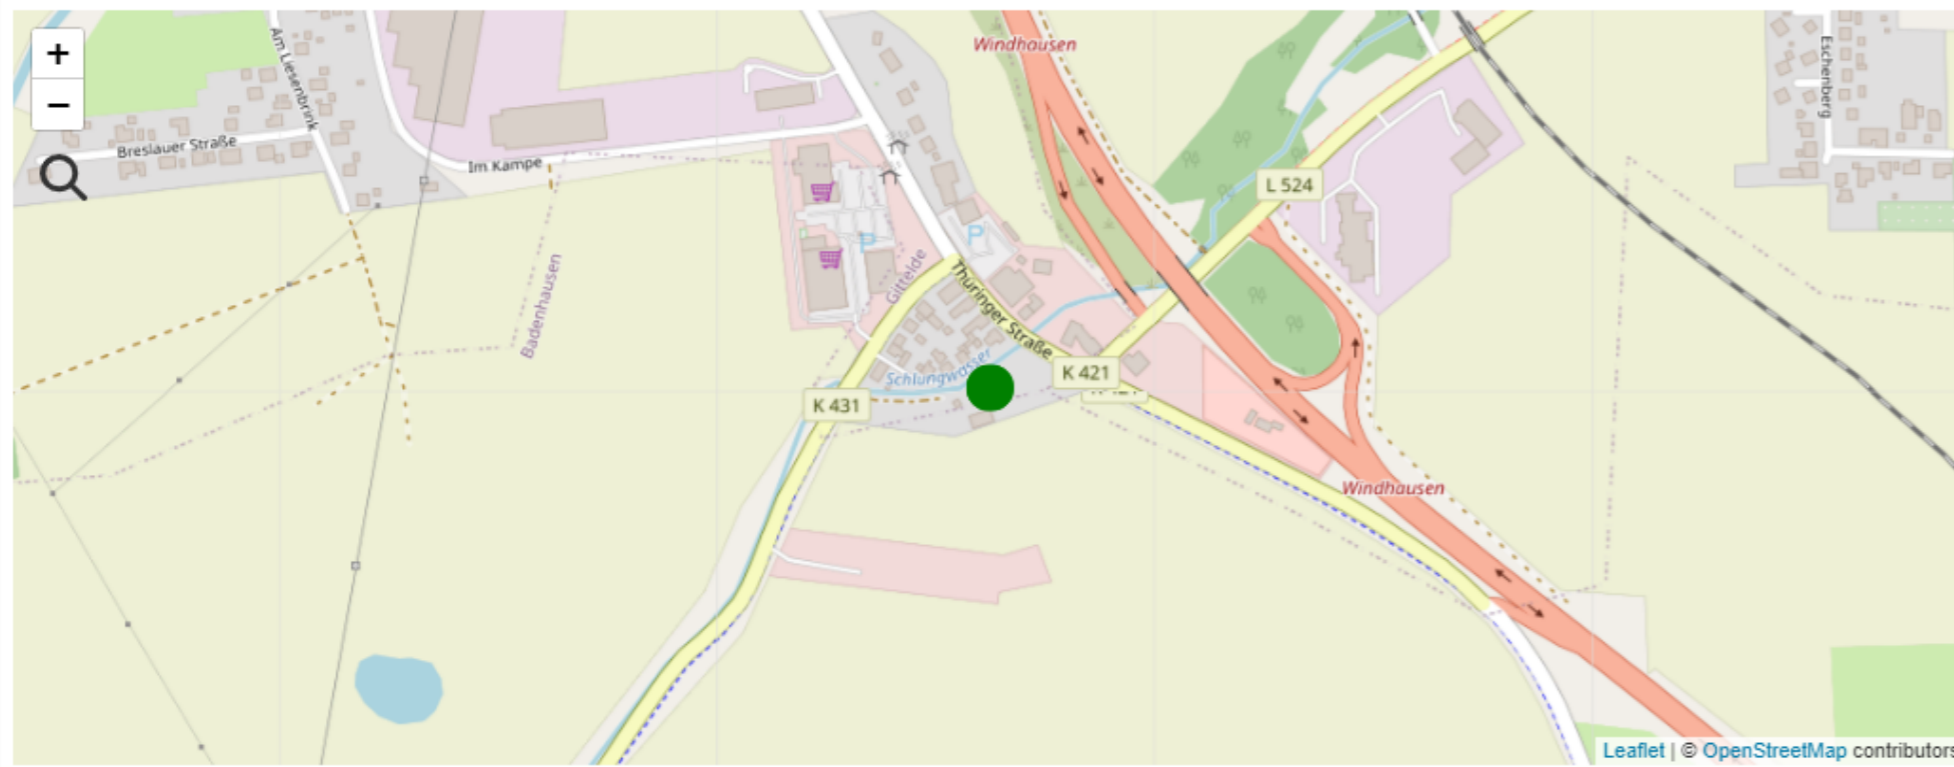 +
−
Am Liesenbrink
Breslauer Straße
Im Kampe
Windhausen
L 524
Eschenberg
P
P
Gittelde
Badenhausen
Thüringer Straße
Schlungwasser
K 421
K 431
Windhausen
Leaflet | © OpenStreetMap contributors